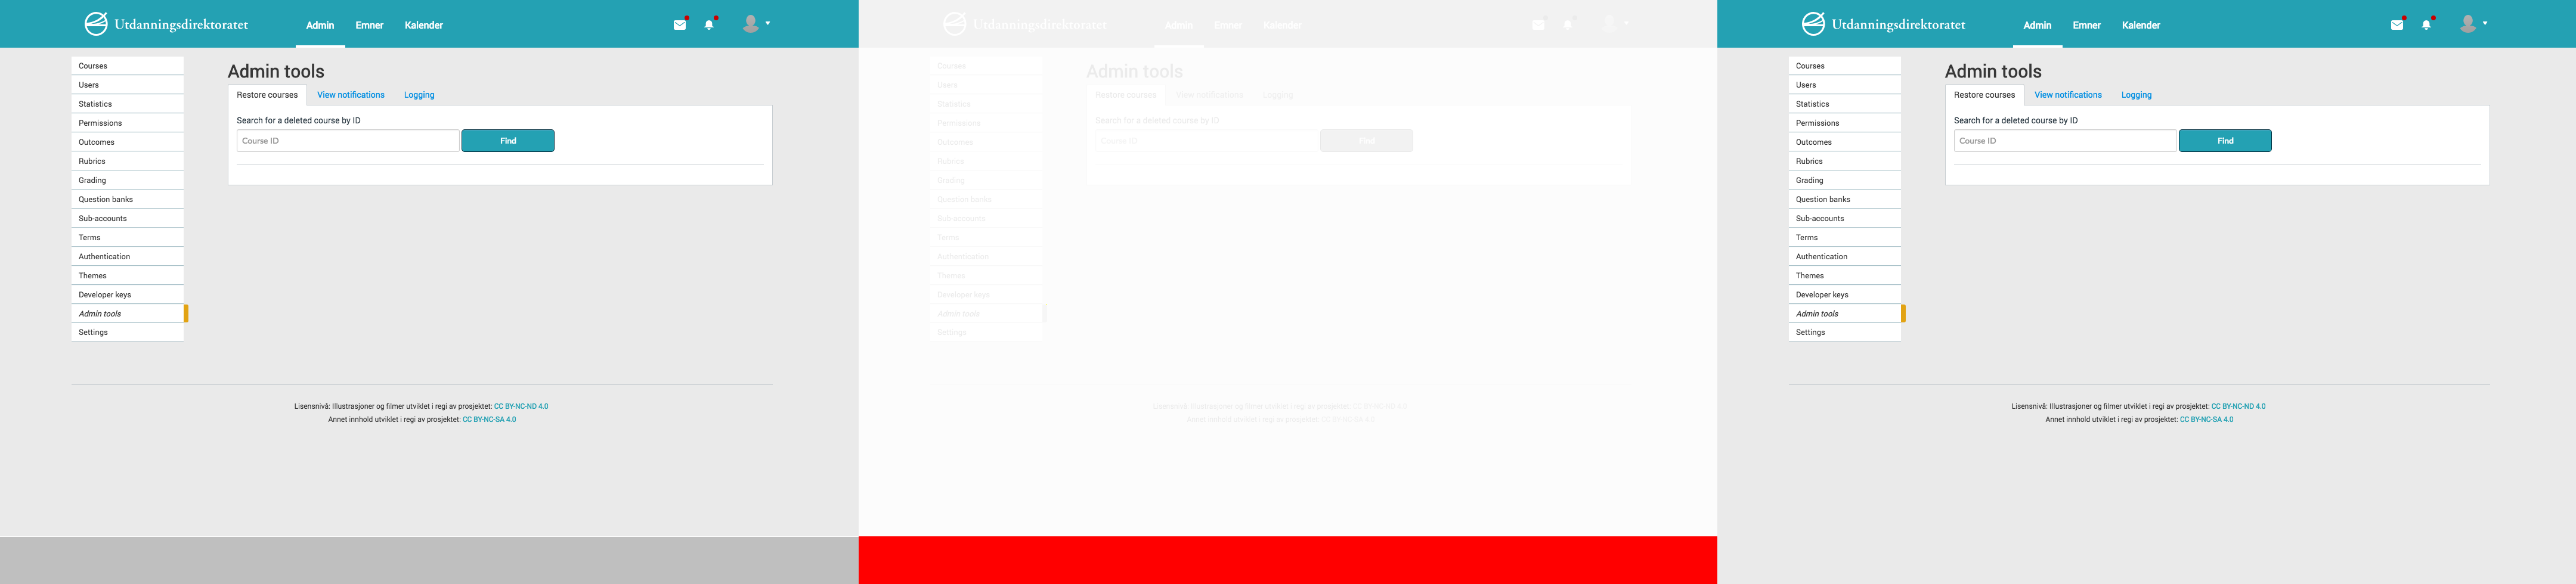 Utdanningsdirektoratet Admin Emner Kalender
Courses
Users
Statistics
Permissions
Outcomes
Rubrics
Grading
Question banks
Sub-accounts
Terms
Authentication
Themes
Developer keys
Admin tools
Settings
Admin tools
Restore courses View notifications Logging
Search for a deleted course by ID
Course ID Find
Lisensnivå: Illustrasjoner og filmer utviklet i regi av prosjektet: CC BY-NC-ND 4.0
Annet innhold utviklet i regi av prosjektet: CC BY-NC-SA 4.0
Utdanningsdirektoratet Admin Emner Kalender
Courses
Users
Statistics
Permissions
Outcomes
Rubrics
Grading
Question banks
Sub-accounts
Terms
Authentication
Themes
Developer keys
Admin tools
Settings
Admin tools
Restore courses View notifications Logging
Search for a deleted course by ID
Course ID Find
Lisensnivå: Illustrasjoner og filmer utviklet i regi av prosjektet: CC BY-NC-ND 4.0
Annet innhold utviklet i regi av prosjektet: CC BY-NC-SA 4.0
Utdanningsdirektoratet Admin Emner Kalender
Courses
Users
Statistics
Permissions
Outcomes
Rubrics
Grading
Question banks
Sub-accounts
Terms
Authentication
Themes
Developer keys
Admin tools
Settings
Admin tools
Restore courses View notifications Logging
Search for a deleted course by ID
Course ID Find
Lisensnivå: Illustrasjoner og filmer utviklet i regi av prosjektet: CC BY-NC-ND 4.0
Annet innhold utviklet i regi av prosjektet: CC BY-NC-SA 4.0